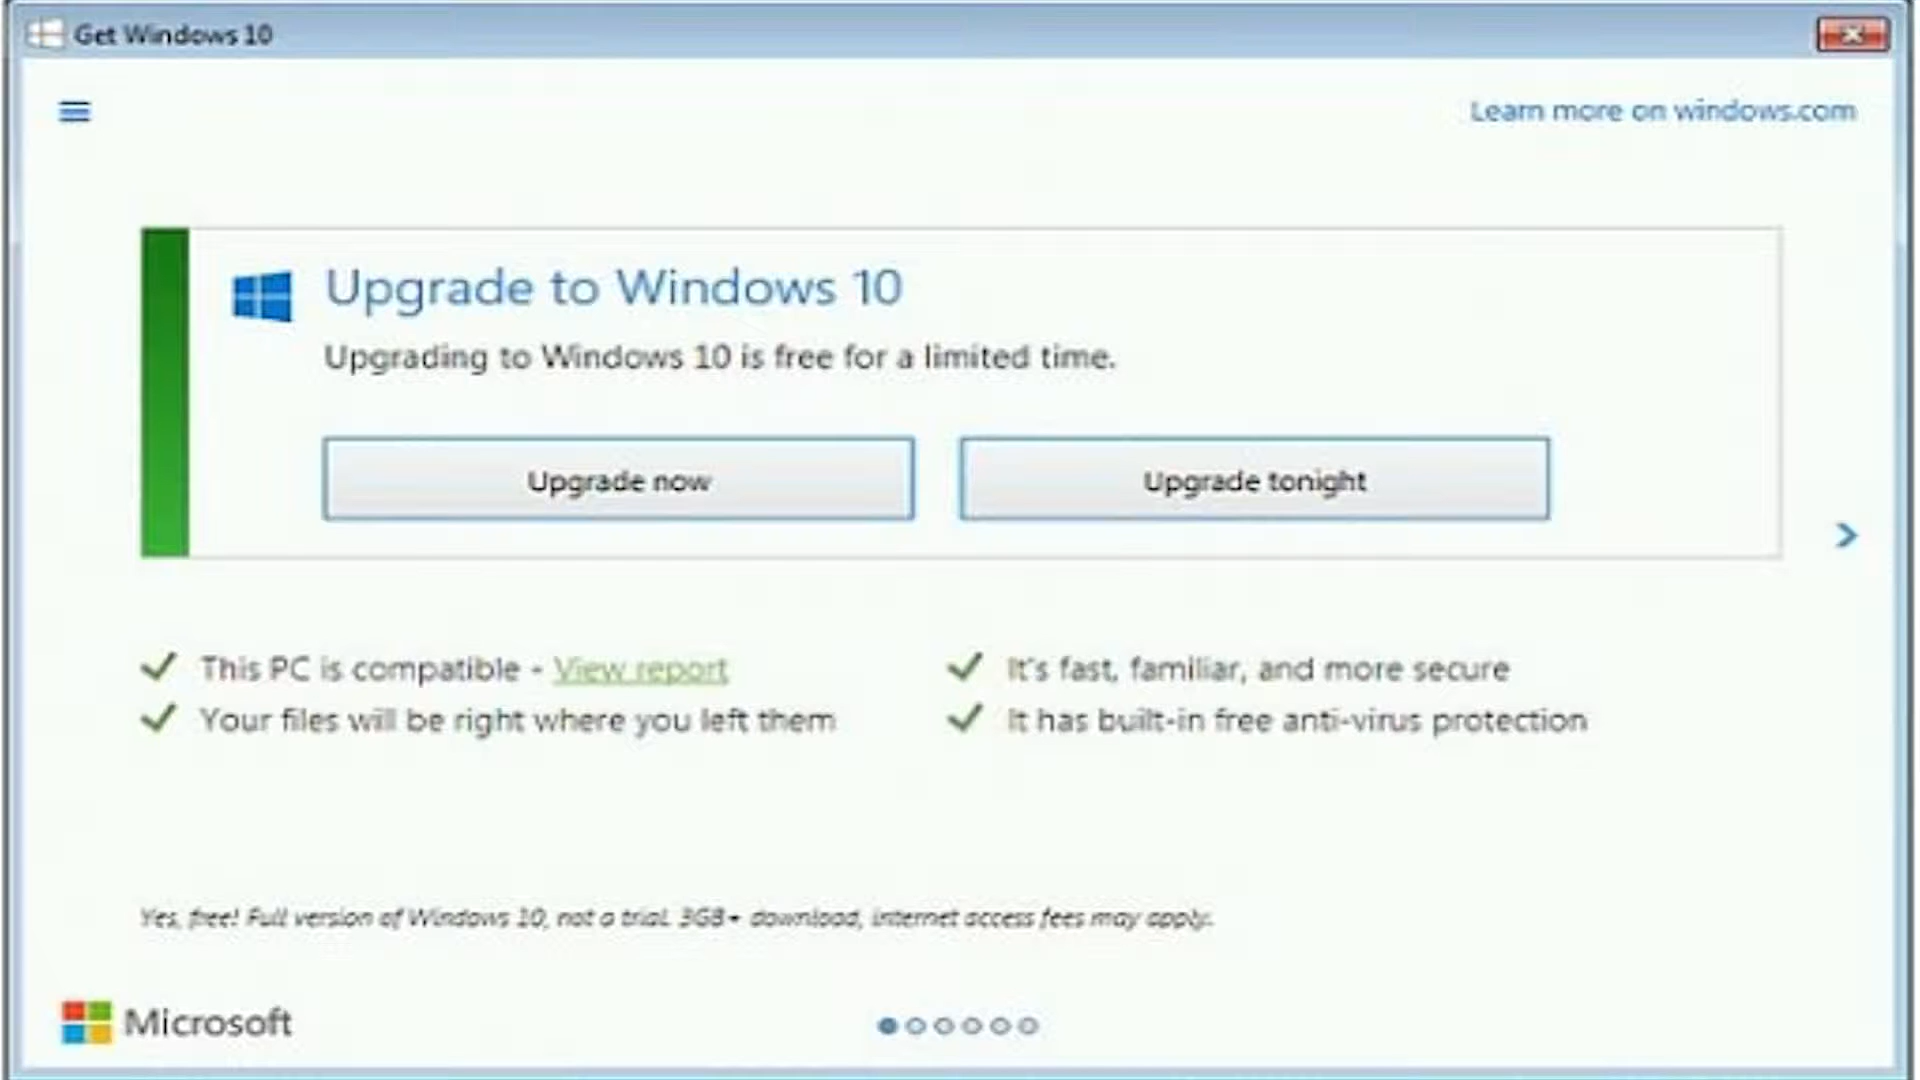 Get Windows 10
Learn more on windows.com
Upgrade to Windows 10
Upgrading to Windows 10 is free for a limited time.
Upgrade now
Upgrade tonight
This PC is compatible - View report
It's fast, familiar, and more secure
Your files will be right where you left them
It has built-in free anti-virus protection
Yes, free! Full version of Windows 10, not a trial. 3GB+ download, internet access fees may apply.
Microsoft